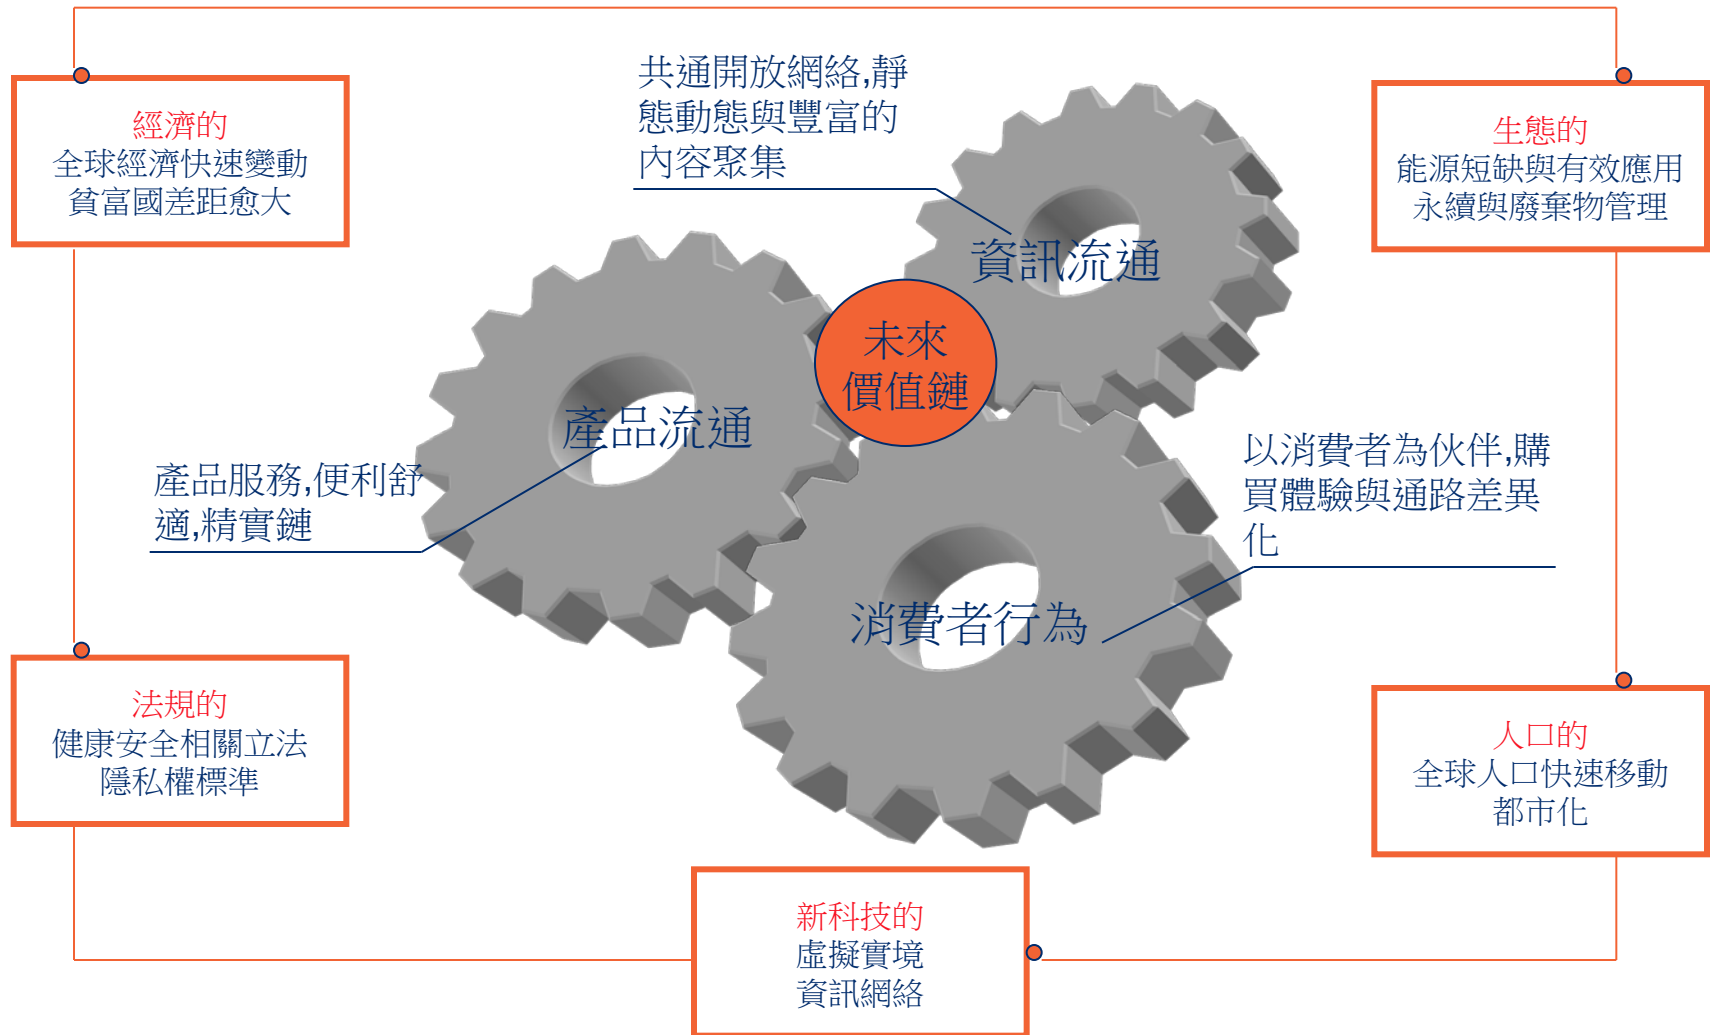 共通開放網絡,靜
態動態與豐富的
內容聚集
經濟的
全球經濟快速變動
貧富國差距愈大
生態的
能源短缺與有效應用
永續與廢棄物管理
資訊流通
未來
價值鏈
產品流通
產品服務,便利舒
適,精實鏈
以消費者為伙伴,購
買體驗與通路差異
化
消費者行為
法規的
健康安全相關立法
隱私權標準
人口的
全球人口快速移動
都市化
新科技的
虛擬實境
資訊網絡